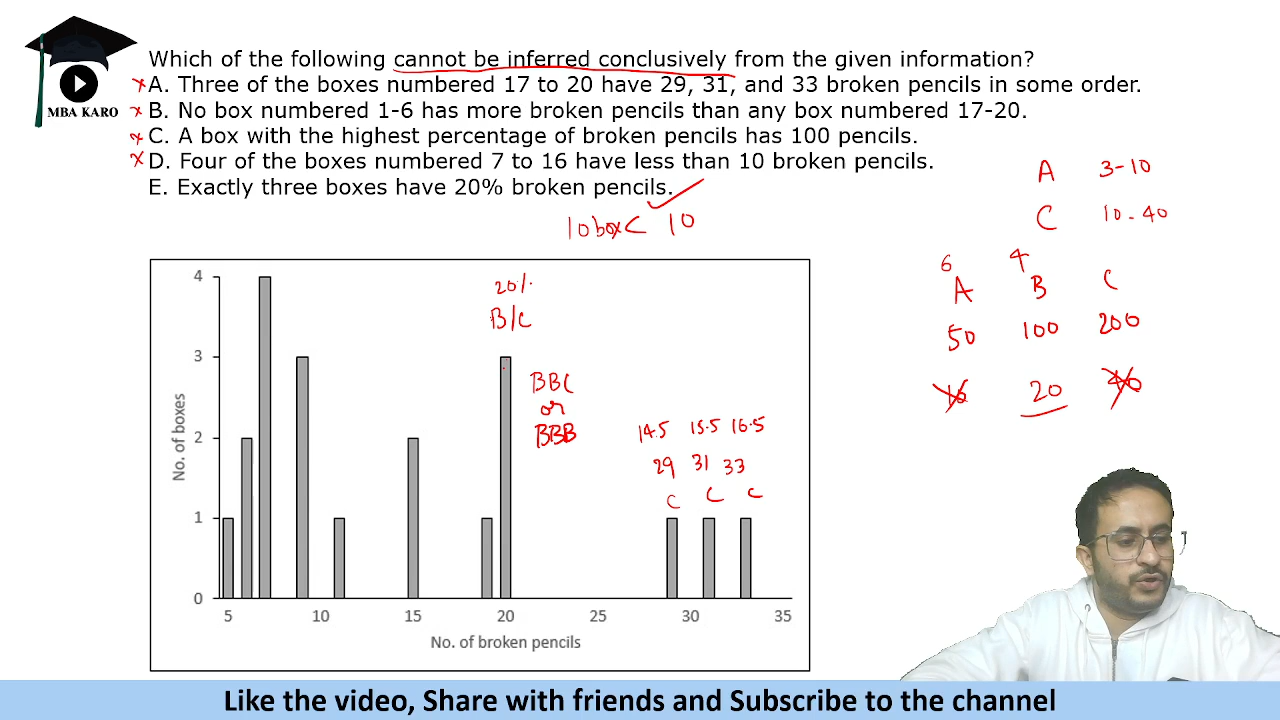 Which of the following cannot be inferred conclusively from the given information?
MBA KARO
x A. Three of the boxes numbered 17 to 20 have 29, 31, and 33 broken pencils in some order.
x B. No box numbered 1-6 has more broken pencils than any box numbered 17-20.
x C. A box with the highest percentage of broken pencils has 100 pencils.
x D. Four of the boxes numbered 7 to 16 have less than 10 broken pencils.
E. Exactly three boxes have 20% broken pencils.
A 3-10
10 box < 10
C 10-40
6 4
A B C
50 100 200
20
20%
B/C
BBC
or
BBB
14.5 15.5 16.5
29 31 33
C C C
4
3
2
1
0
No. of boxes
5 10 15 20 25 30 35
No. of broken pencils
Like the video, Share with friends and Subscribe to the channel